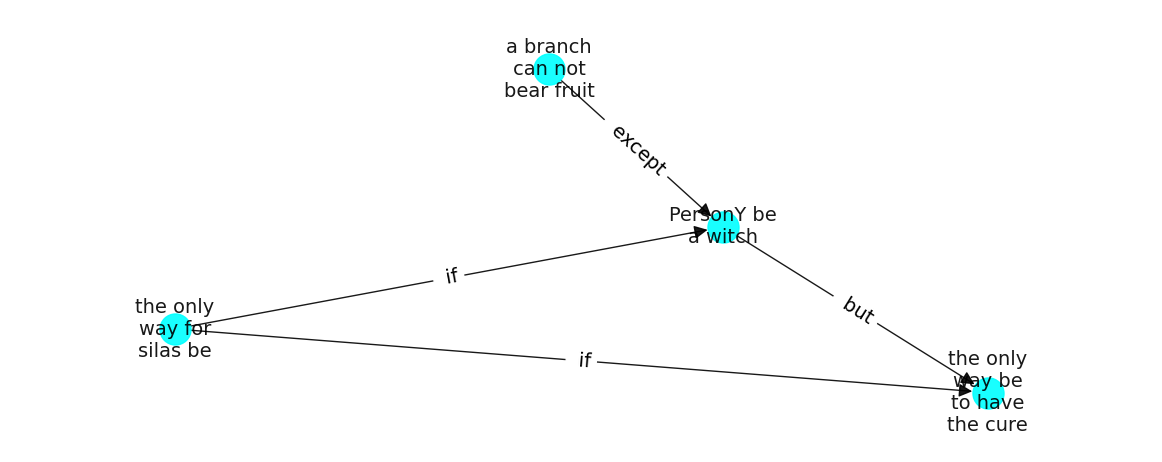 a branch
can not
bear fruit
except
PersonY be
a witch
if
the only
way for
silas be
but
if
the only
way be
to have
the cure